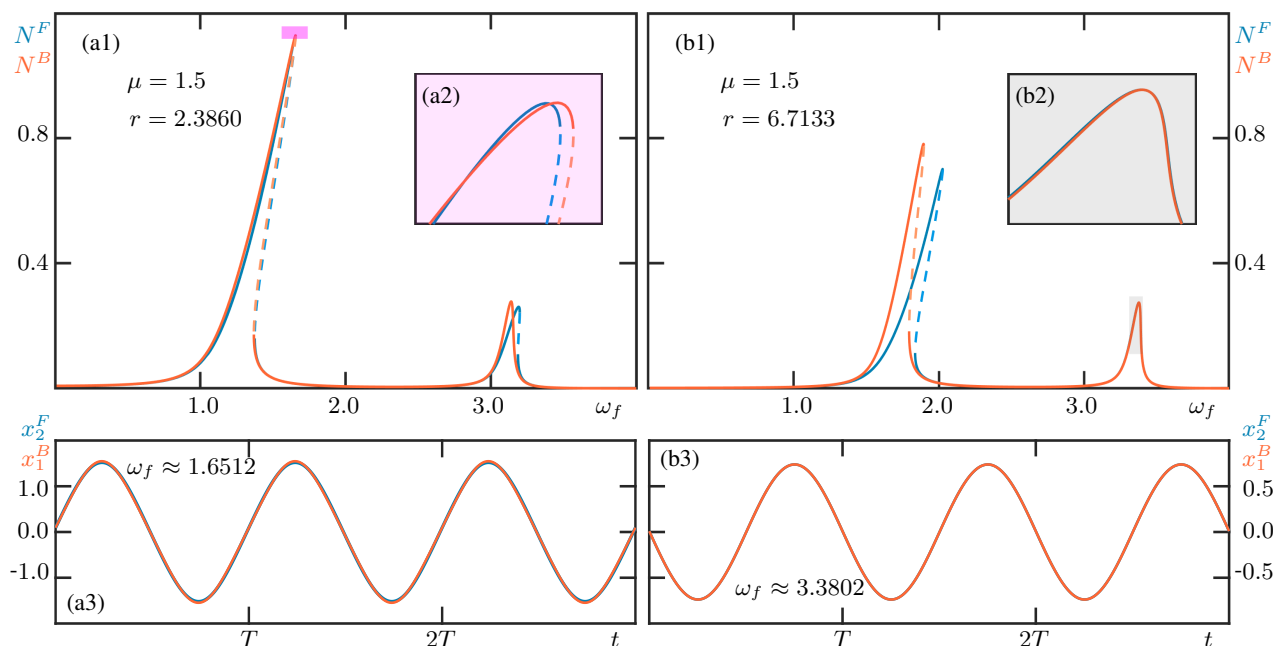 N^F
N^B
(a1)
μ = 1.5
r = 2.3860
(a2)
0.8
0.4
1.0
2.0
3.0
ω_f
(b1)
μ = 1.5
r = 6.7133
(b2)
N^F
N^B
0.8
0.4
1.0
2.0
3.0
ω_f
x_2^F
x_1^B
1.0
0.0
-1.0
ω_f ≈ 1.6512
(a3)
T
2T
t
(b3)
ω_f ≈ 3.3802
x_2^F
x_1^B
0.5
0.0
-0.5
T
2T
t